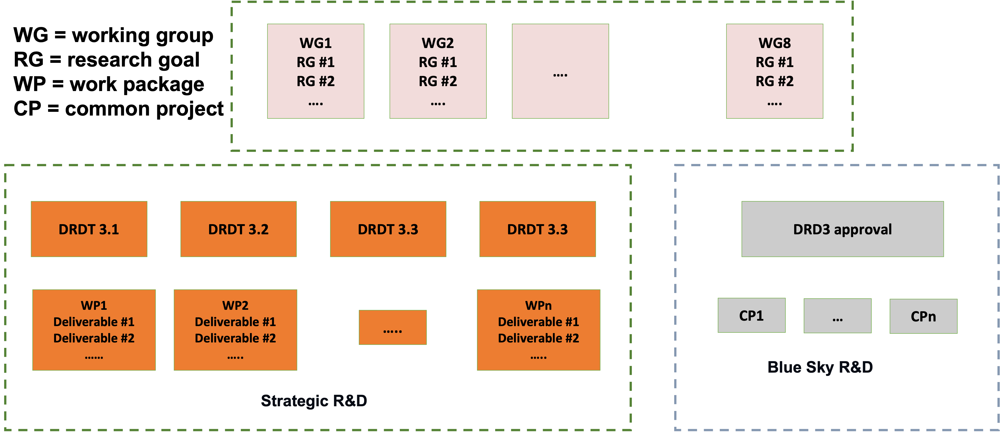 WG = working group
RG = research goal
WP = work package
CP = common project
WG1
RG #1
RG #2
....
WG2
RG #1
RG #2
....
....
WG8
RG #1
RG #2
....
DRDT 3.1
DRDT 3.2
DRDT 3.3
DRDT 3.3
WP1
Deliverable #1
Deliverable #2
......
WP2
Deliverable #1
Deliverable #2
.....
.....
WPn
Deliverable #1
Deliverable #2
.....
Strategic R&D
DRD3 approval
CP1
...
CPn
Blue Sky R&D